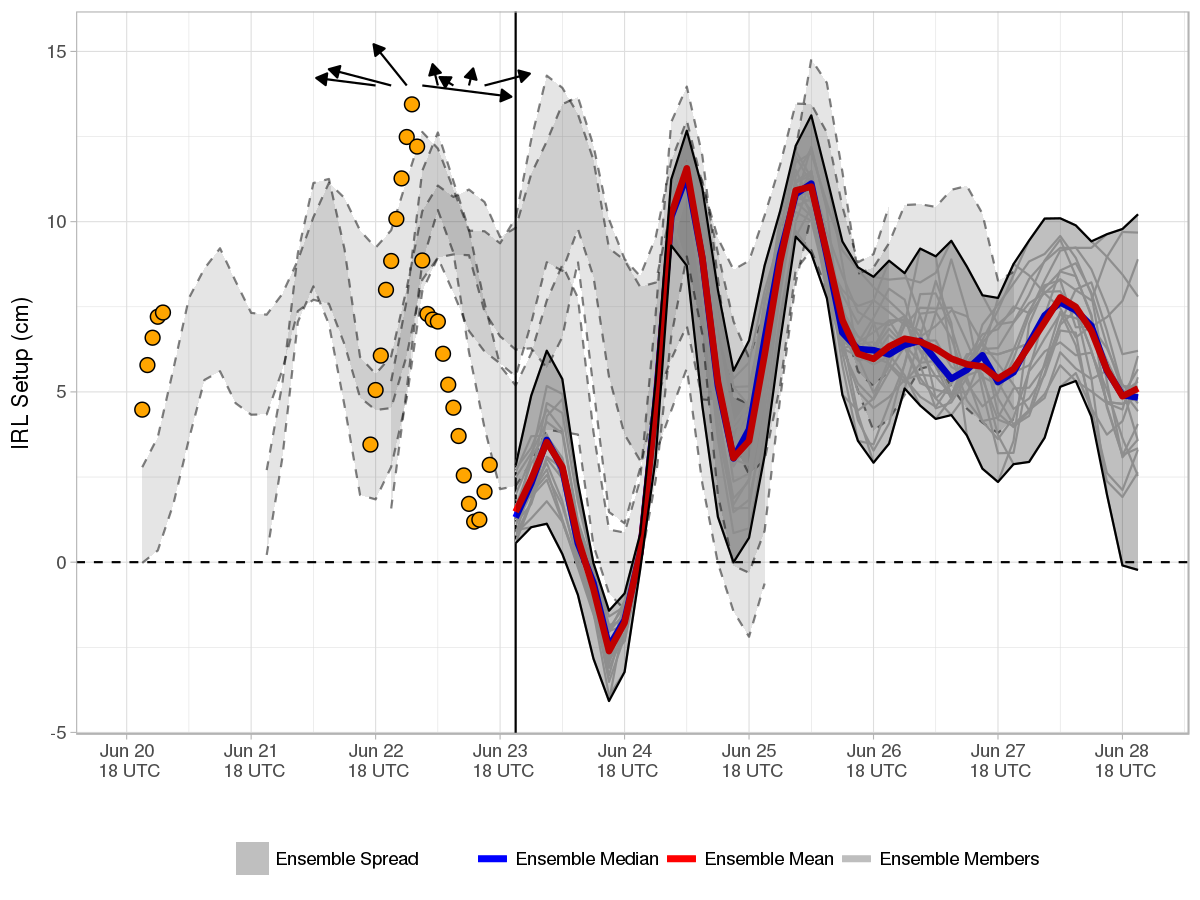 IRL Setup (cm)
15
10
5
0
-5
Jun 20 Jun 21 Jun 22 Jun 23 Jun 24 Jun 25 Jun 26 Jun 27 Jun 28
18 UTC 18 UTC 18 UTC 18 UTC 18 UTC 18 UTC 18 UTC 18 UTC 18 UTC
Ensemble Spread Ensemble Median Ensemble Mean Ensemble Members